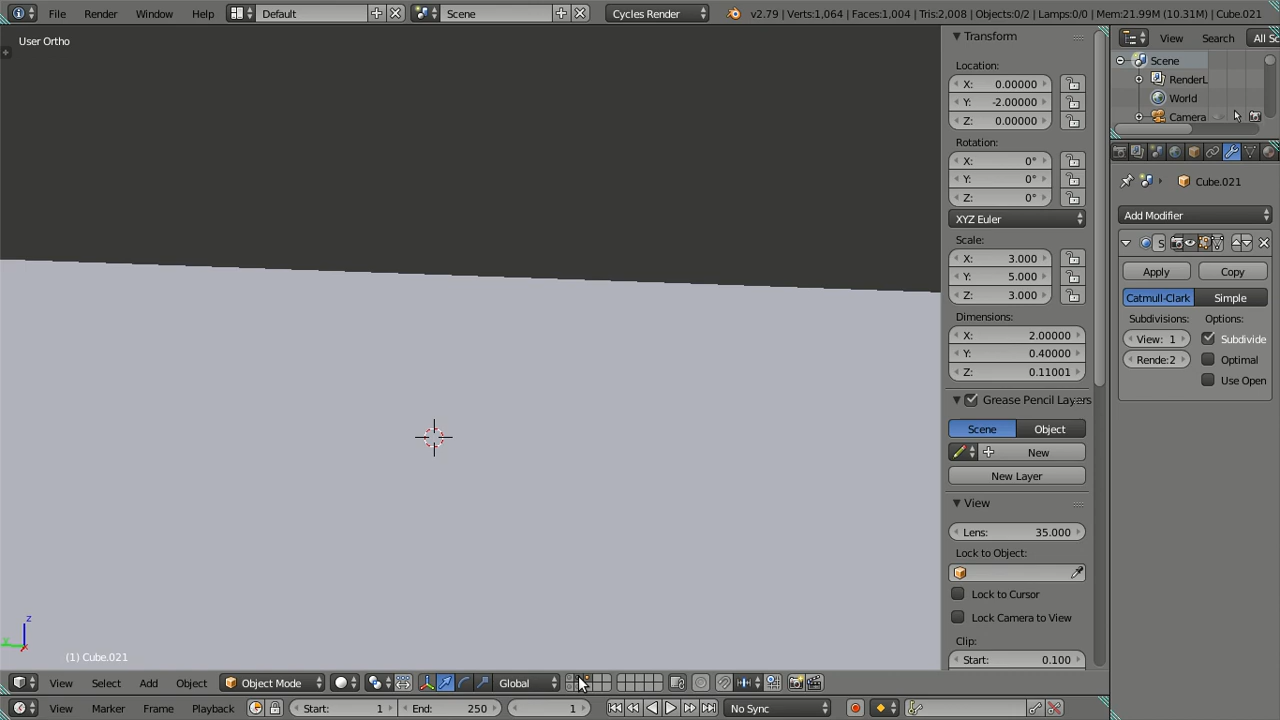 File Render Window Help Default Scene Cycles Render v2.79 | Verts:1,064 | Faces:1,004 | Tris:2,008 | Objects:0/2 | Lamps:0/0 | Mem:21.99M (10.31M) | Cube.021
User Ortho
Transform
View Search All Sc
Location:
Scene
X: 0.00000
RenderL
Y: -2.00000
World
Z: 0.00000
Camera
Rotation:
X: 0°
Y: 0°
Cube.021
Z: 0°
XYZ Euler
Add Modifier
Scale:
S
X: 3.000
Apply Copy
Y: 5.000
Z: 3.000
Catmull-Clark Simple
Dimensions:
Subdivisions: Options:
X: 2.00000
View: 1 Subdivide
Y: 0.40000
Rende:2 Optimal
Z: 0.11001
Use Open
Grease Pencil Layers
Scene Object
New
New Layer
View
Lens: 35.000
Lock to Object:
Lock to Cursor
Lock Camera to View
Clip:
Start: 0.100
z
y
(1) Cube.021
View Select Add Object Object Mode Global
View Marker Frame Playback Start: 1 End: 250 1 No Sync